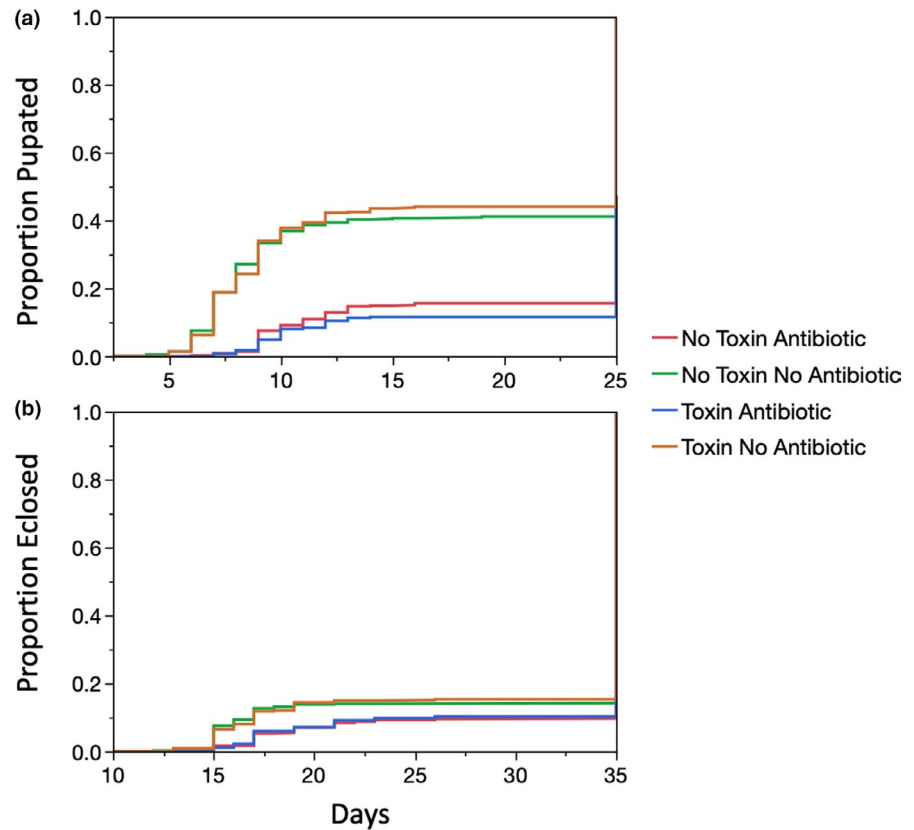 (a)
Proportion Pupated
1.0
0.8
0.6
0.4
0.2
0.0
5 10 15 20 25
No Toxin Antibiotic
No Toxin No Antibiotic
Toxin Antibiotic
Toxin No Antibiotic
(b)
Proportion Eclosed
1.0
0.8
0.6
0.4
0.2
0.0
10 15 20 25 30 35
Days